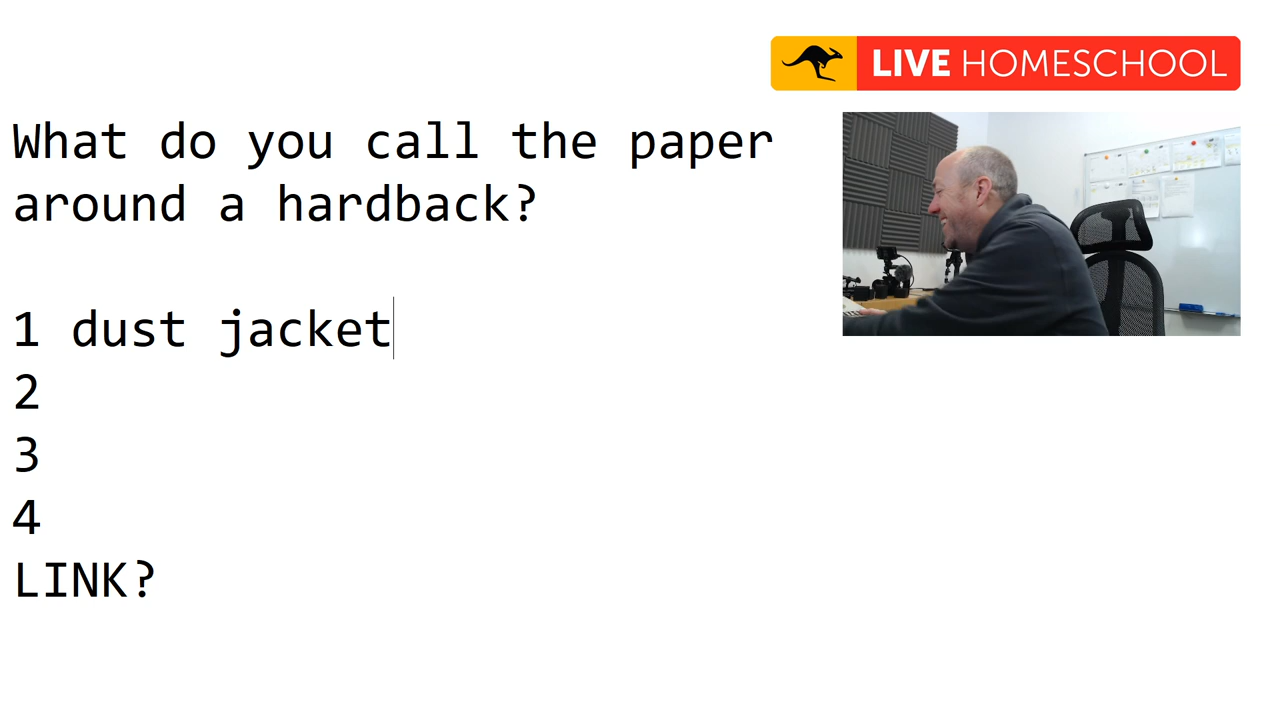 LIVE HOMESCHOOL
What do you call the paper
around a hardback?
1 dust jacket
2
3
4
LINK?